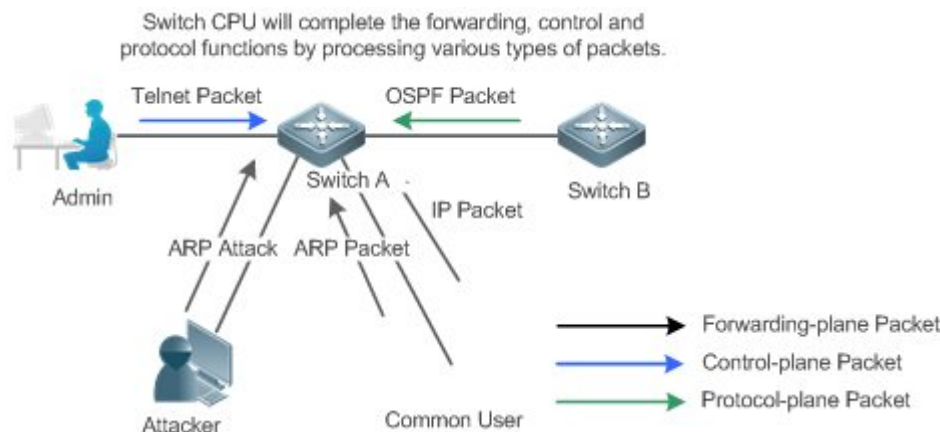 Switch CPU will complete the forwarding, control and
protocol functions by processing various types of packets.
Telnet Packet
OSPF Packet
Admin
Switch A
Switch B
IP Packet
ARP Attack
ARP Packet
Forwarding-plane Packet
Control-plane Packet
Protocol-plane Packet
Attacker
Common User